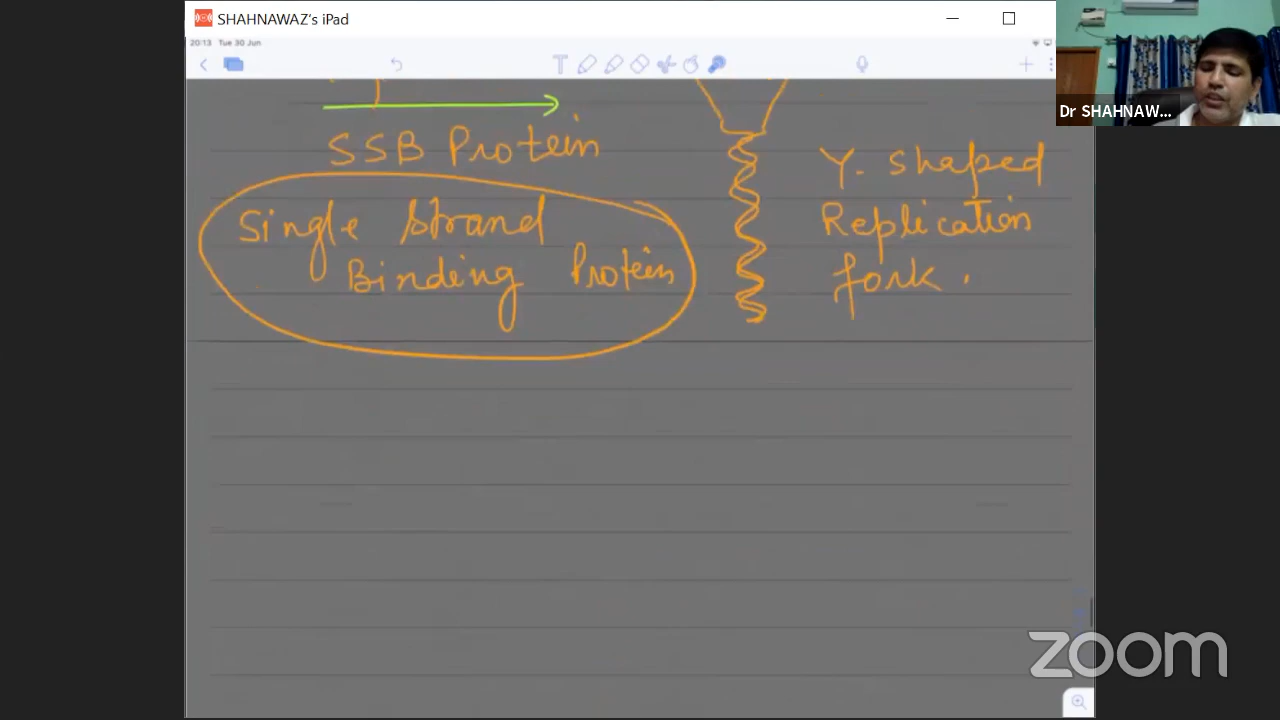 SHAHNAWAZ's iPad
20:13 Tue 30 Jun
Dr SHAHNAW...
SSB Protein
Single Strand
Binding Protein
Y. Shaped
Replication
fork.
zoom